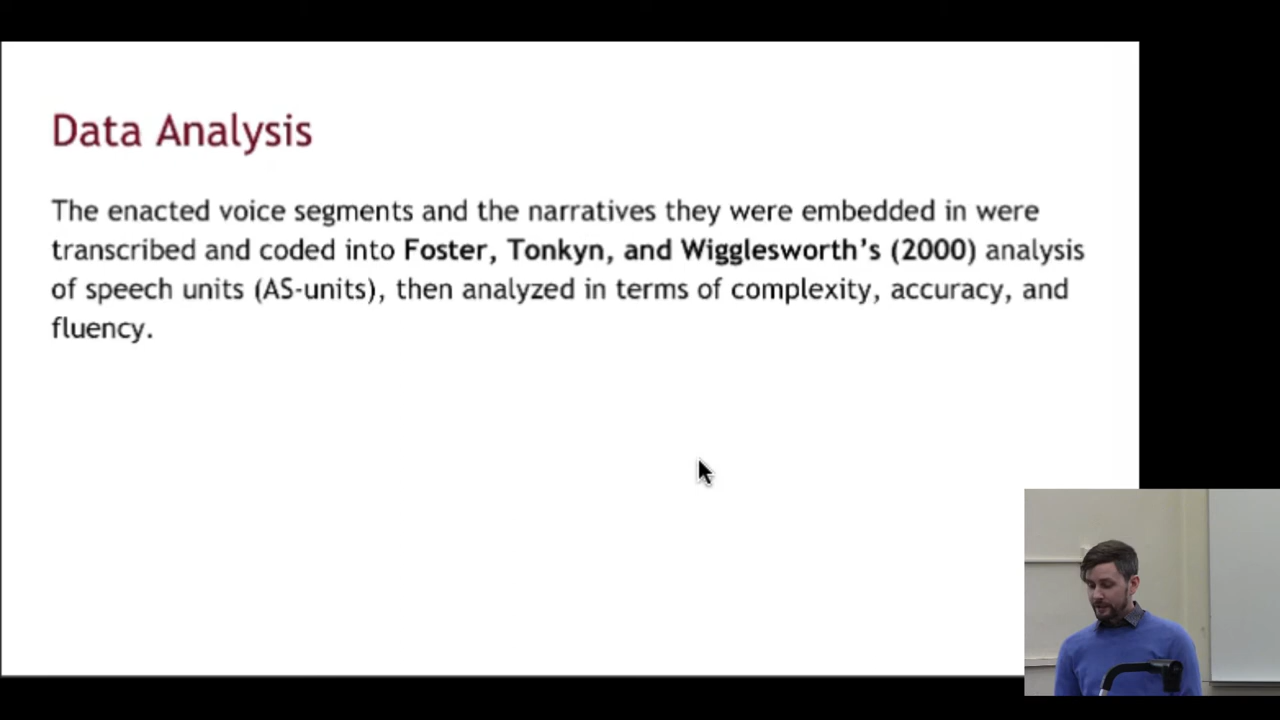 Data Analysis
The enacted voice segments and the narratives they were embedded in were
transcribed and coded into Foster, Tonkyn, and Wigglesworth’s (2000) analysis
of speech units (AS-units), then analyzed in terms of complexity, accuracy, and
fluency.